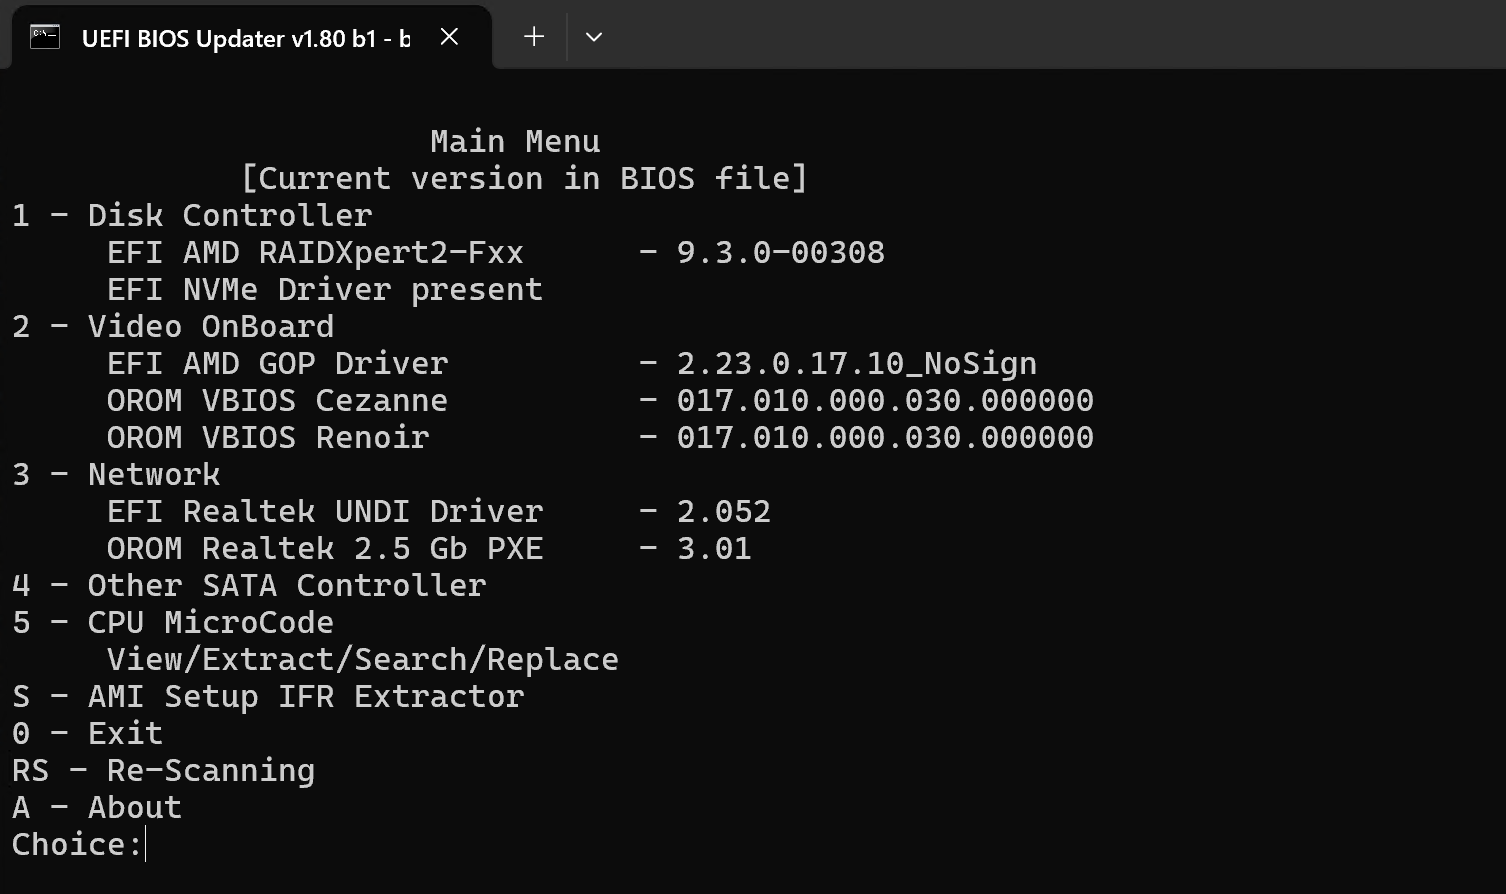 UEFI BIOS Updater v1.80 b1 - b
Main Menu
[Current version in BIOS file]
1 - Disk Controller
EFI AMD RAIDXpert2-Fxx - 9.3.0-00308
EFI NVMe Driver present
2 - Video OnBoard
EFI AMD GOP Driver - 2.23.0.17.10_NoSign
OROM VBIOS Cezanne - 017.010.000.030.000000
OROM VBIOS Renoir - 017.010.000.030.000000
3 - Network
EFI Realtek UNDI Driver - 2.052
OROM Realtek 2.5 Gb PXE - 3.01
4 - Other SATA Controller
5 - CPU MicroCode
View/Extract/Search/Replace
S - AMI Setup IFR Extractor
0 - Exit
RS - Re-Scanning
A - About
Choice: